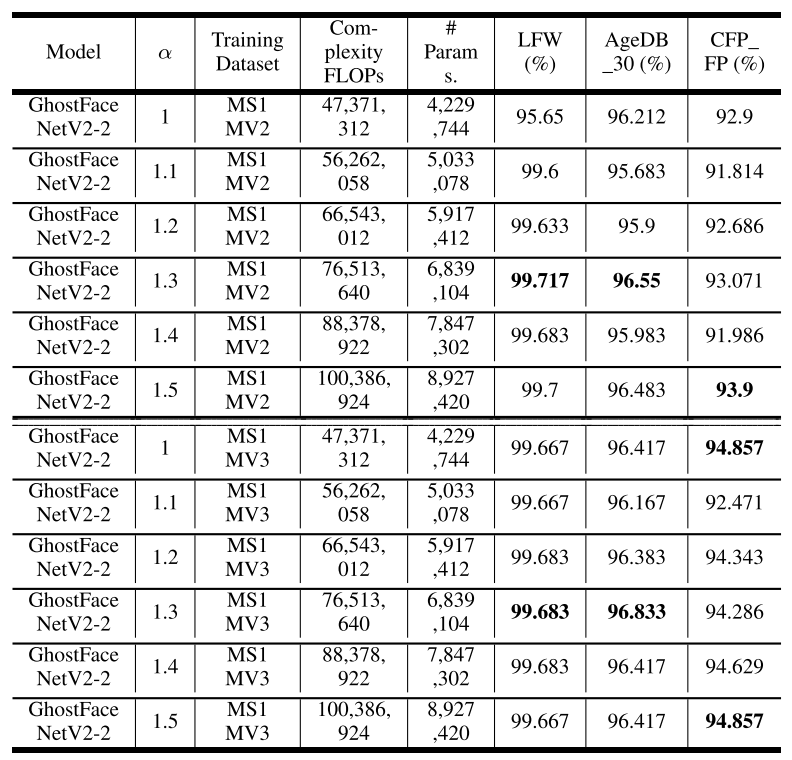 Model α Training Dataset Com-plexity FLOPs # Param s. LFW (%) AgeDB _30 (%) CFP_ FP (%)
GhostFace NetV2-2 1 MS1 MV2 47,371, 312 4,229 ,744 95.65 96.212 92.9
GhostFace NetV2-2 1.1 MS1 MV2 56,262, 058 5,033 ,078 99.6 95.683 91.814
GhostFace NetV2-2 1.2 MS1 MV2 66,543, 012 5,917 ,412 99.633 95.9 92.686
GhostFace NetV2-2 1.3 MS1 MV2 76,513, 640 6,839 ,104 99.717 96.55 93.071
GhostFace NetV2-2 1.4 MS1 MV2 88,378, 922 7,847 ,302 99.683 95.983 91.986
GhostFace NetV2-2 1.5 MS1 MV2 100,386, 924 8,927 ,420 99.7 96.483 93.9
GhostFace NetV2-2 1 MS1 MV3 47,371, 312 4,229 ,744 99.667 96.417 94.857
GhostFace NetV2-2 1.1 MS1 MV3 56,262, 058 5,033 ,078 99.667 96.167 92.471
GhostFace NetV2-2 1.2 MS1 MV3 66,543, 012 5,917 ,412 99.683 96.383 94.343
GhostFace NetV2-2 1.3 MS1 MV3 76,513, 640 6,839 ,104 99.683 96.833 94.286
GhostFace NetV2-2 1.4 MS1 MV3 88,378, 922 7,847 ,302 99.683 96.417 94.629
GhostFace NetV2-2 1.5 MS1 MV3 100,386, 924 8,927 ,420 99.667 96.417 94.857